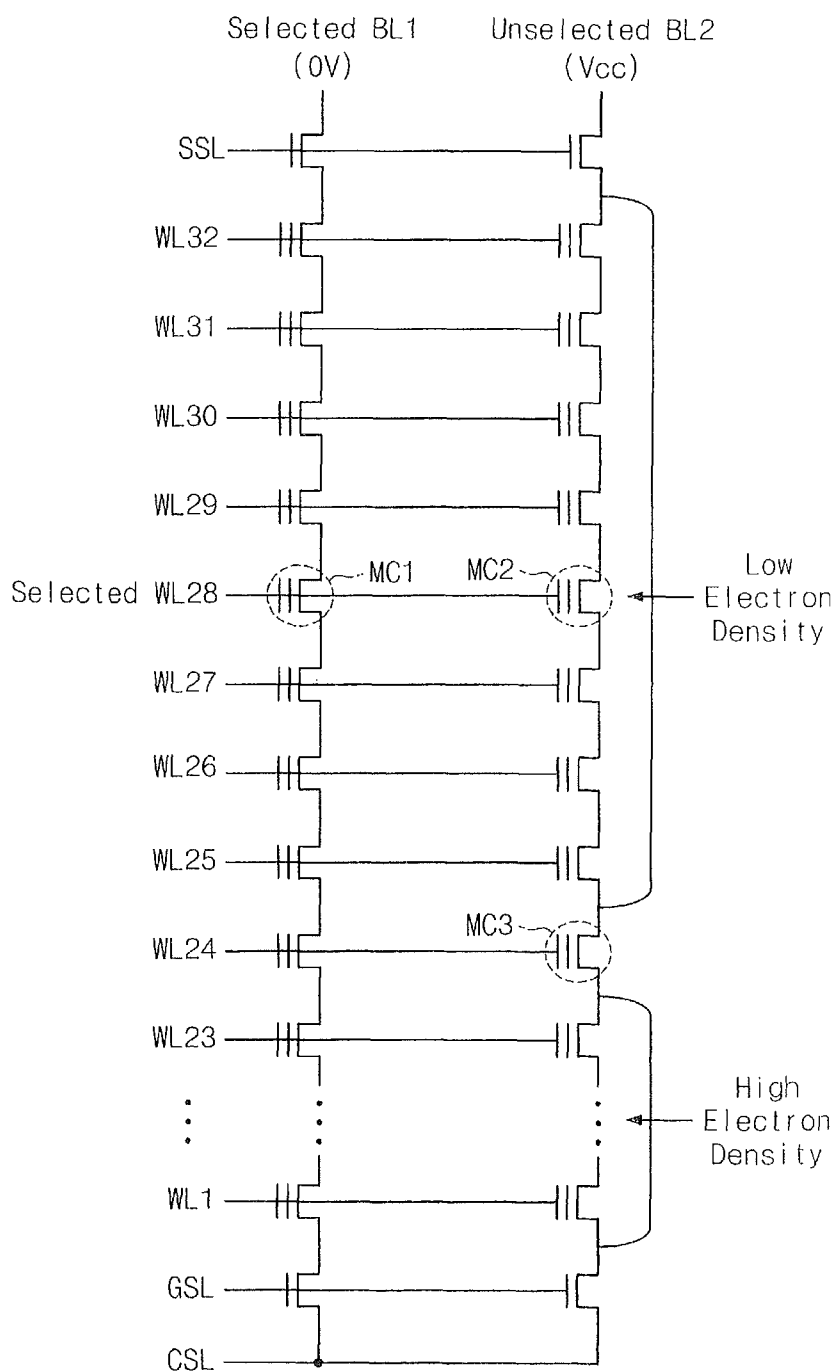 Selected BL1
(0V)
Unselected BL2
(Vcc)
SSL
WL32
WL31
WL30
WL29
Selected WL28
MC1
MC2
Low
Electron
Density
WL27
WL26
WL25
WL24
MC3
WL23
High
Electron
Density
WL1
GSL
CSL